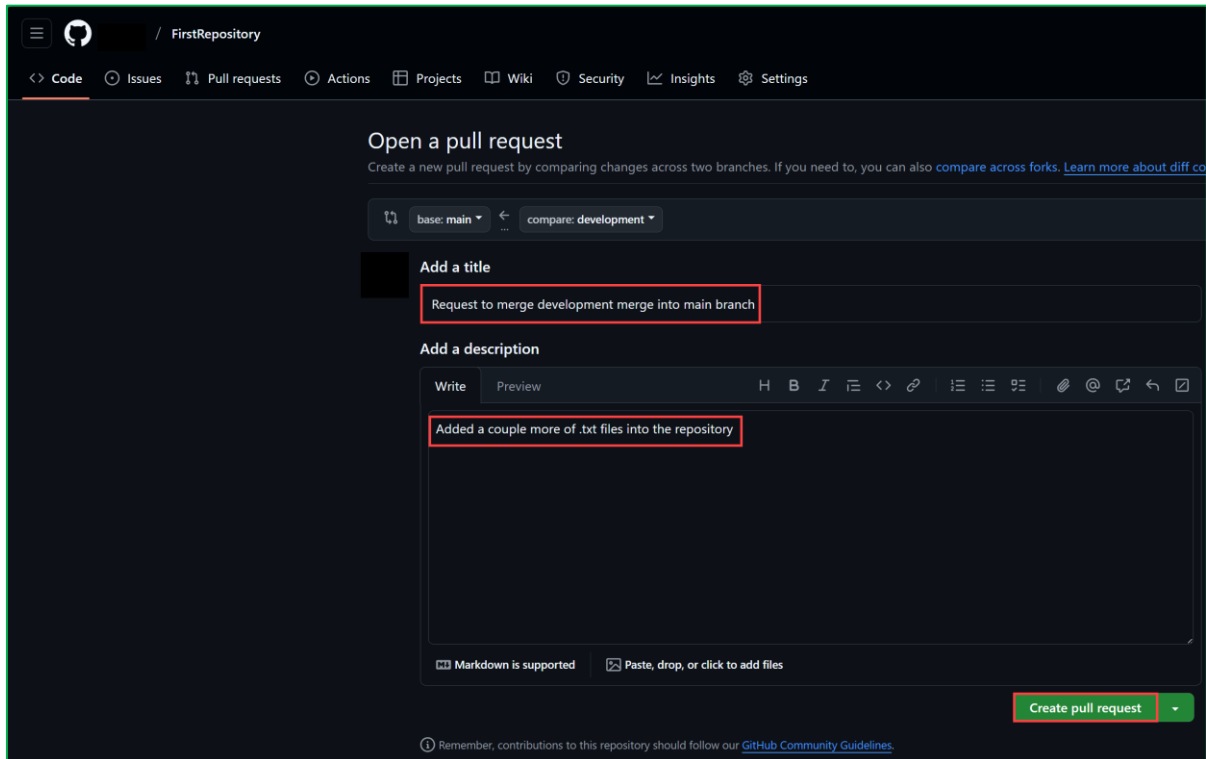 / FirstRepository
Code Issues Pull requests Actions Projects Wiki Security Insights Settings
Open a pull request
Create a new pull request by comparing changes across two branches. If you need to, you can also compare across forks. Learn more about diff co
base: main ← compare: development
...
Add a title
Request to merge development merge into main branch
Add a description
Write Preview H B I <> @
Added a couple more of .txt files into the repository
Markdown is supported Paste, drop, or click to add files
Create pull request
Remember, contributions to this repository should follow our GitHub Community Guidelines.